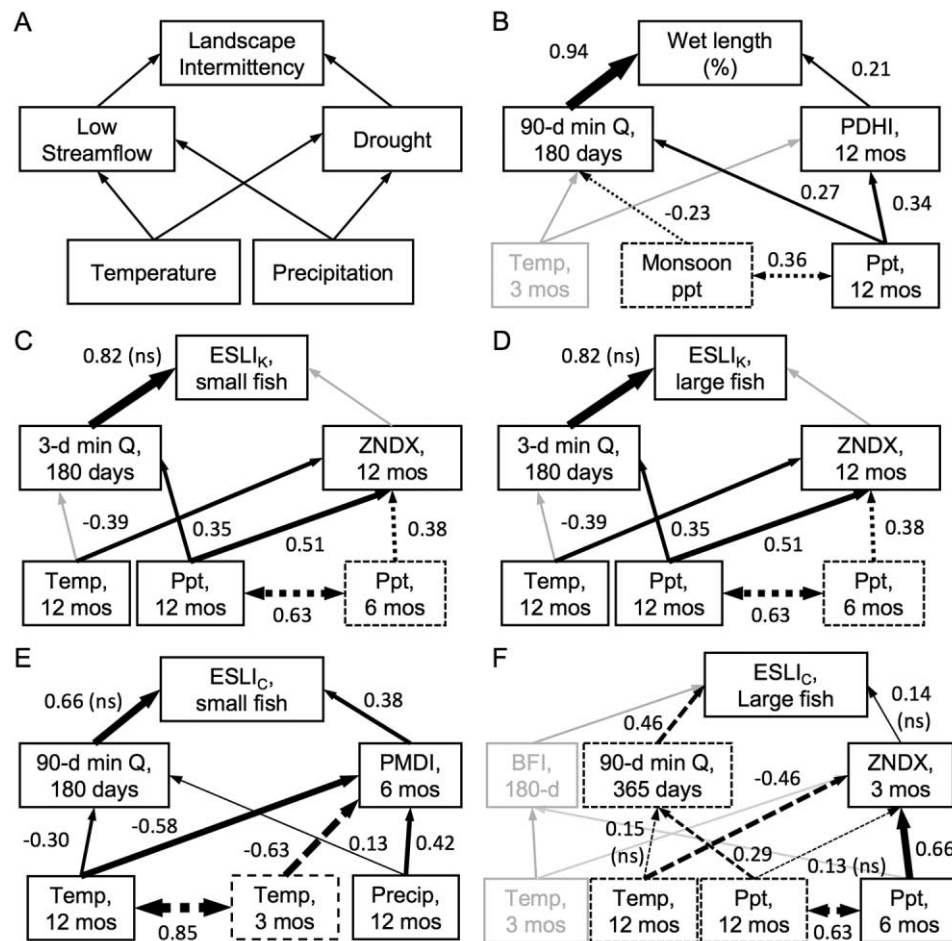 A
Landscape
Intermittency
Low
Streamflow
Drought
Temperature
Precipitation
B
Wet length
(%)
0.94
0.21
90-d min Q,
180 days
PDHI,
12 mos
0.27
0.34
-0.23
Temp,
3 mos
Monsoon
ppt
0.36
Ppt,
12 mos
C
0.82 (ns)
ESLIK,
small fish
3-d min Q,
180 days
ZNDX,
12 mos
-0.39
0.35
0.51
0.38
Temp,
12 mos
Ppt,
12 mos
0.63
Ppt,
6 mos
D
0.82 (ns)
ESLIK,
large fish
3-d min Q,
180 days
ZNDX,
12 mos
-0.39
0.35
0.51
0.38
Temp,
12 mos
Ppt,
12 mos
0.63
Ppt,
6 mos
E
0.66 (ns)
ESLIC,
small fish
0.38
90-d min Q,
180 days
PMDI,
6 mos
-0.30
-0.58
-0.63
0.13
0.42
Temp,
12 mos
0.85
Temp,
3 mos
Precip,
12 mos
F
ESLIC,
Large fish
0.46
0.14
(ns)
BFI,
180-d
90-d min Q,
365 days
-0.46
ZNDX,
3 mos
0.15
(ns)
0.29
0.13 (ns)
0.66
Temp,
3 mos
Temp,
12 mos
Ppt,
12 mos
0.63
Ppt,
6 mos